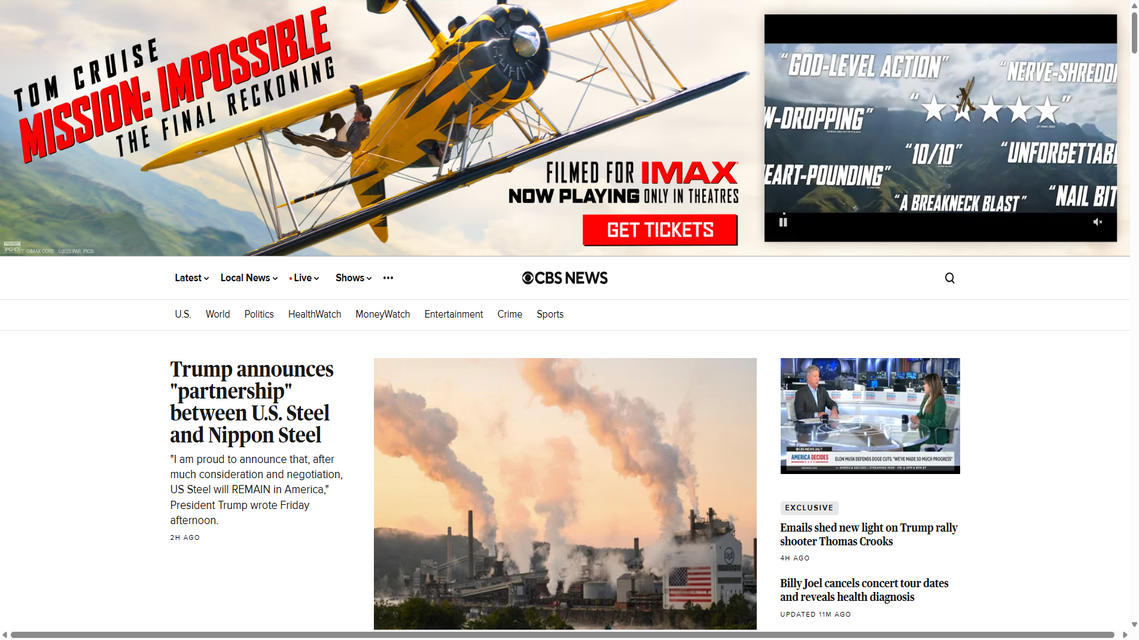 TOM CRUISE
MISSION: IMPOSSIBLE
THE FINAL RECKONING
FILMED FOR IMAX
NOW PLAYING ONLY IN THEATRES
GET TICKETS
"GOD-LEVEL ACTION"
"NERVE-SHREDDI
W-DROPPING"
"10/10"
"UNFORGETTABL
EART-POUNDING"
"NAIL BIT
"A BREAKNECK BLAST"
Latest
Local News
Live
Shows
CBS NEWS
U.S.
World
Politics
HealthWatch
MoneyWatch
Entertainment
Crime
Sports
Trump announces
"partnership"
between U.S. Steel
and Nippon Steel
"I am proud to announce that, after
much consideration and negotiation,
US Steel will REMAIN in America,"
President Trump wrote Friday
afternoon.
2H AGO
AMERICA DECIDES
ELON MUSK DEFENDS DOGE CUTS: "WE'VE MADE SO MUCH PROGRESS"
EXCLUSIVE
Emails shed new light on Trump rally
shooter Thomas Crooks
4H AGO
Billy Joel cancels concert tour dates
and reveals health diagnosis
UPDATED 11M AGO